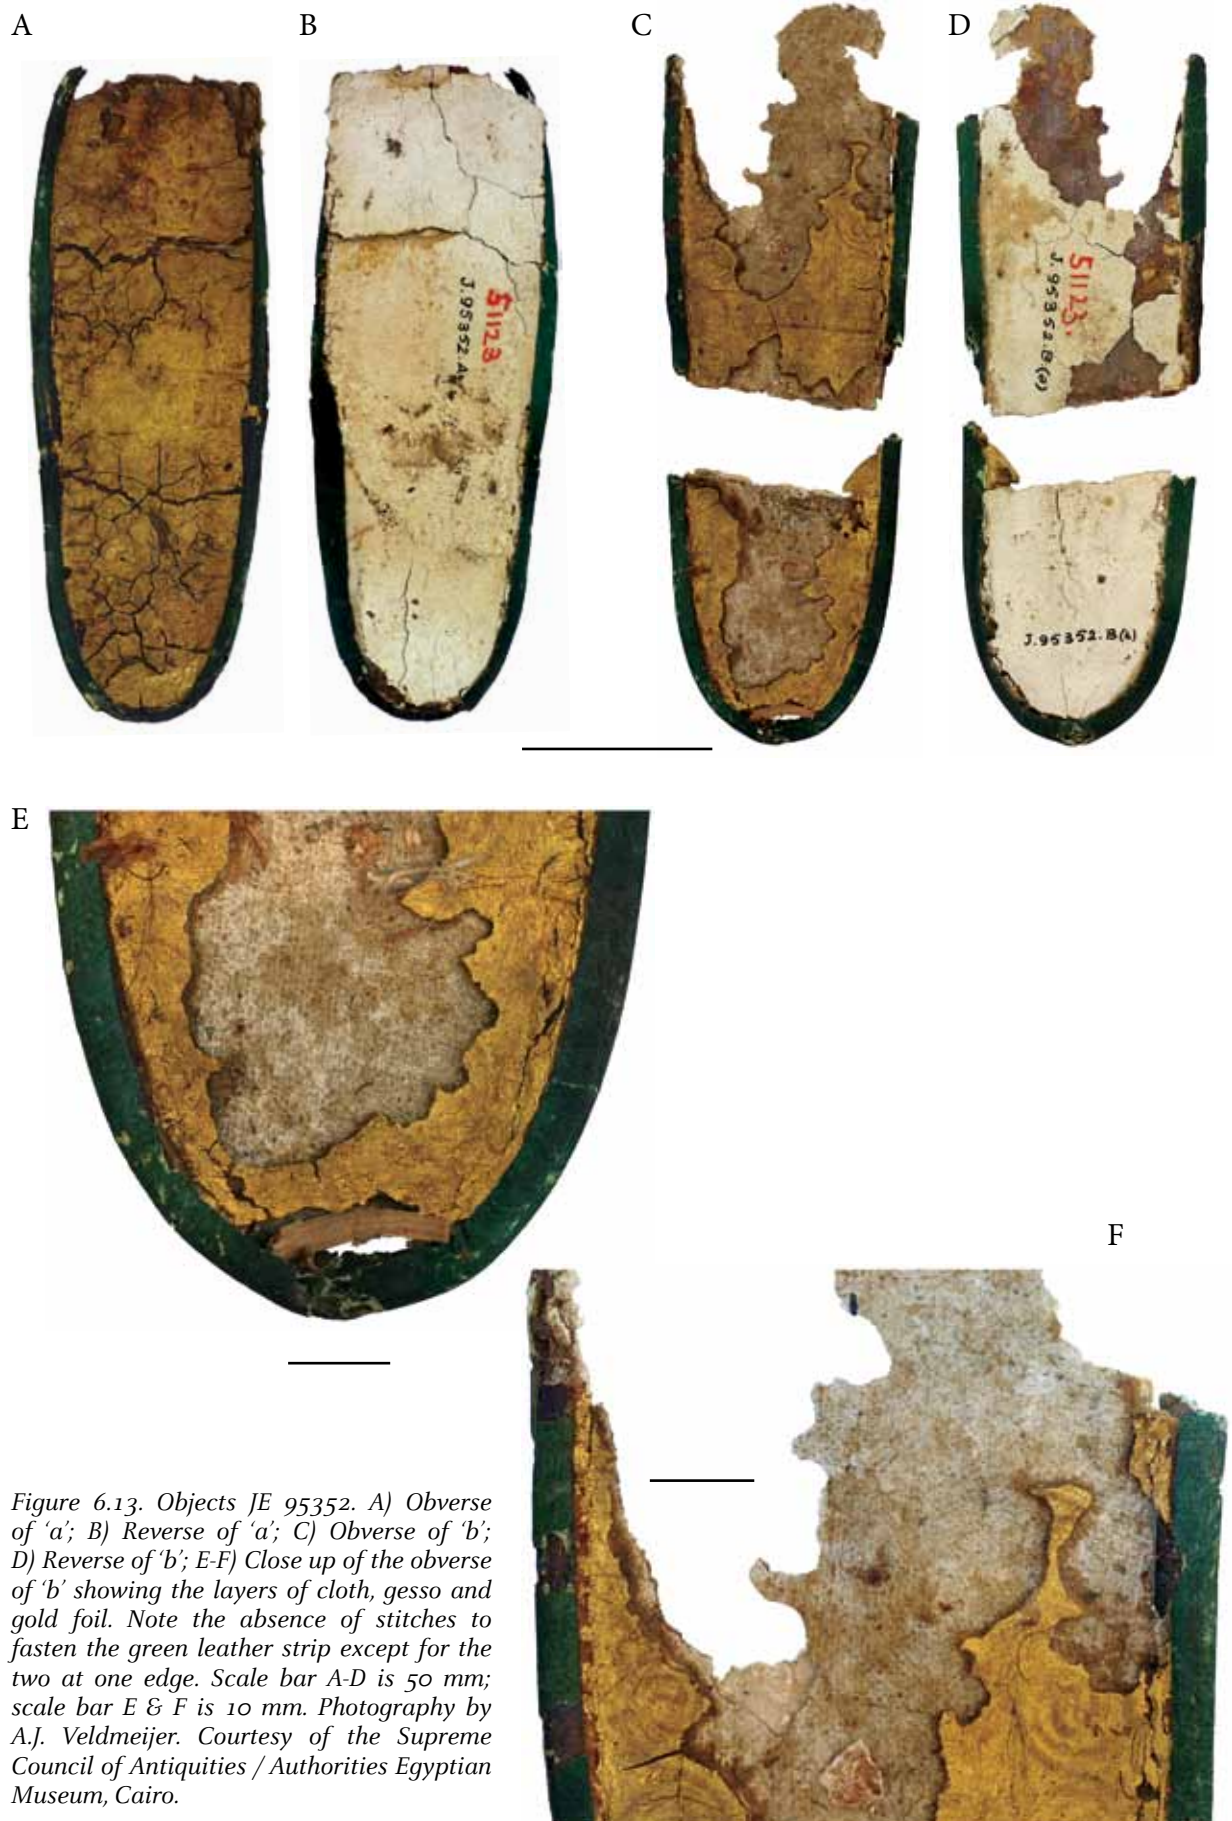 A
B
C
D
51123
J.95352.A
51123.
J.95352.B(a)
J.95352.B(b)
E
F
Figure 6.13. Objects JE 95352. A) Obverse
of ‘a’; B) Reverse of ‘a’; C) Obverse of ‘b’;
D) Reverse of ‘b’; E-F) Close up of the obverse
of ‘b’ showing the layers of cloth, gesso and
gold foil. Note the absence of stitches to
fasten the green leather strip except for the
two at one edge. Scale bar A-D is 50 mm;
scale bar E & F is 10 mm. Photography by
A.J. Veldmeijer. Courtesy of the Supreme
Council of Antiquities / Authorities Egyptian
Museum, Cairo.